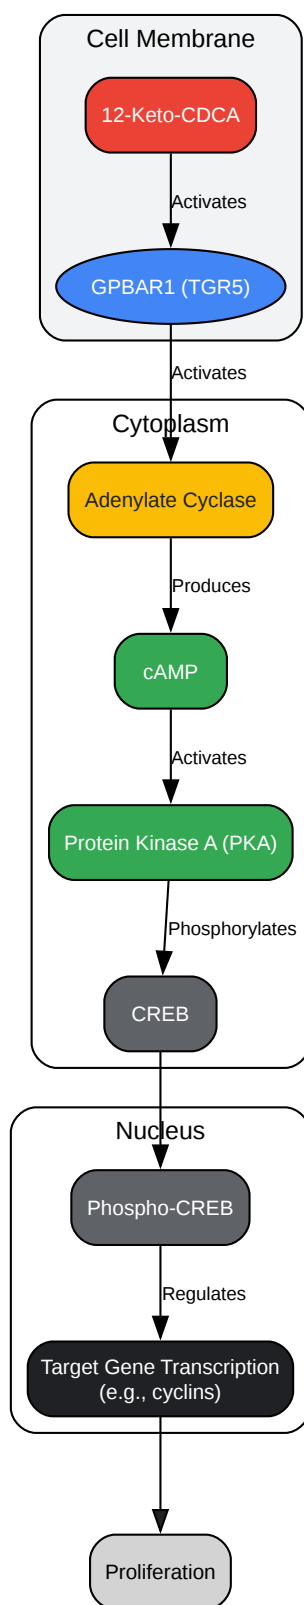 Cell Membrane
12-Keto-CDCA
Activates
GPBAR1 (TGR5)
Activates
Cytoplasm
Adenylate Cyclase
Produces
cAMP
Activates
Protein Kinase A (PKA)
Phosphorylates
CREB
Nucleus
Phospho-CREB
Regulates
Target Gene Transcription
(e.g., cyclins)
Proliferation